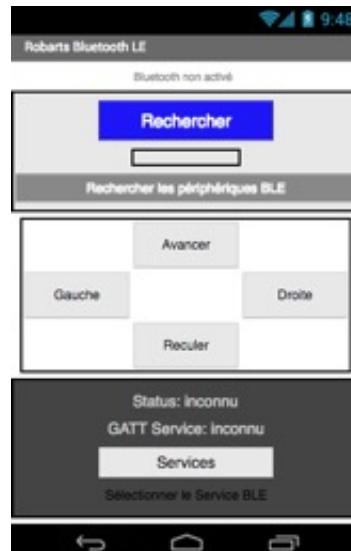 9:48
Robarts Bluetooth LE
Bluetooth non activé
Rechercher
Rechercher les périphériques BLE
Avancer
Gauche Droite
Reculer
Status: inconnu
GATT Service: inconnu
Services
Sélectionner le Service BLE